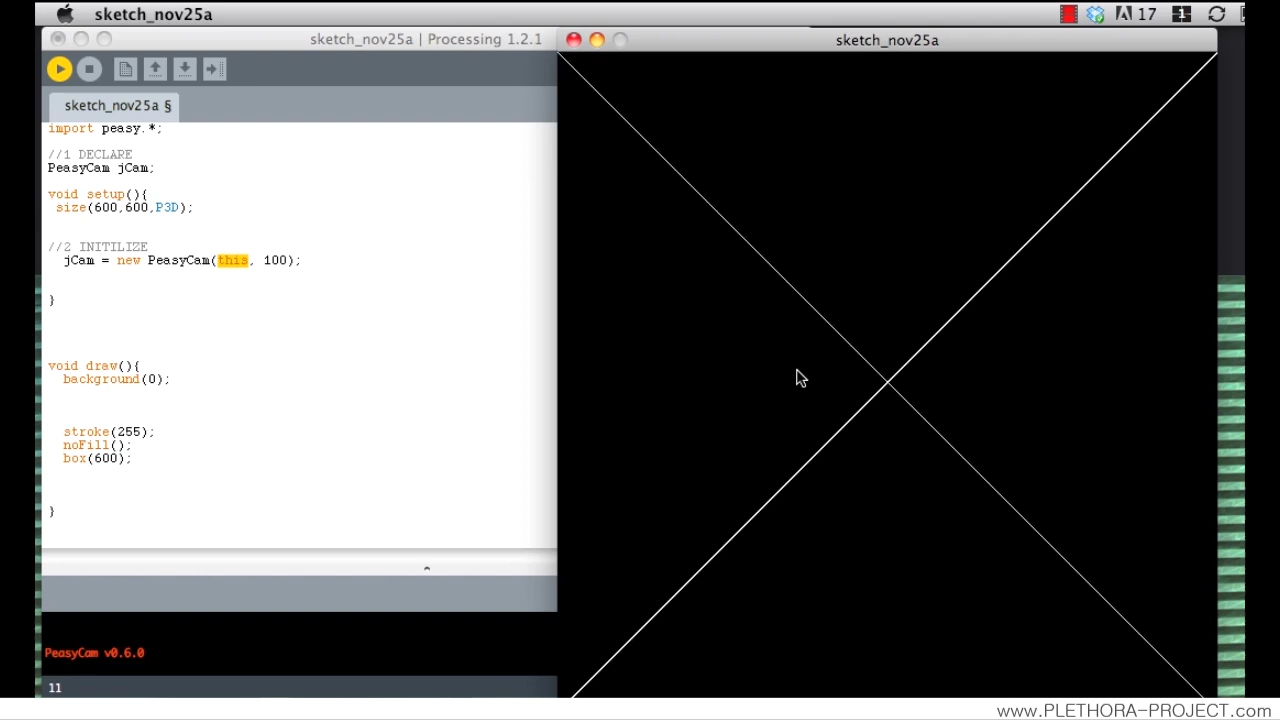 sketch_nov25a
17
1
sketch_nov25a | Processing 1.2.1
sketch_nov25a
sketch_nov25a §
import peasy.*;
//1 DECLARE
PeasyCam jCam;
void setup(){
size(600,600,P3D);
//2 INITILIZE
jCam = new PeasyCam(this, 100);
}
void draw(){
background(0);
stroke(255);
noFill();
box(600);
}
PeasyCam v0.6.0
11
www.PLETHORA-PROJECT.com